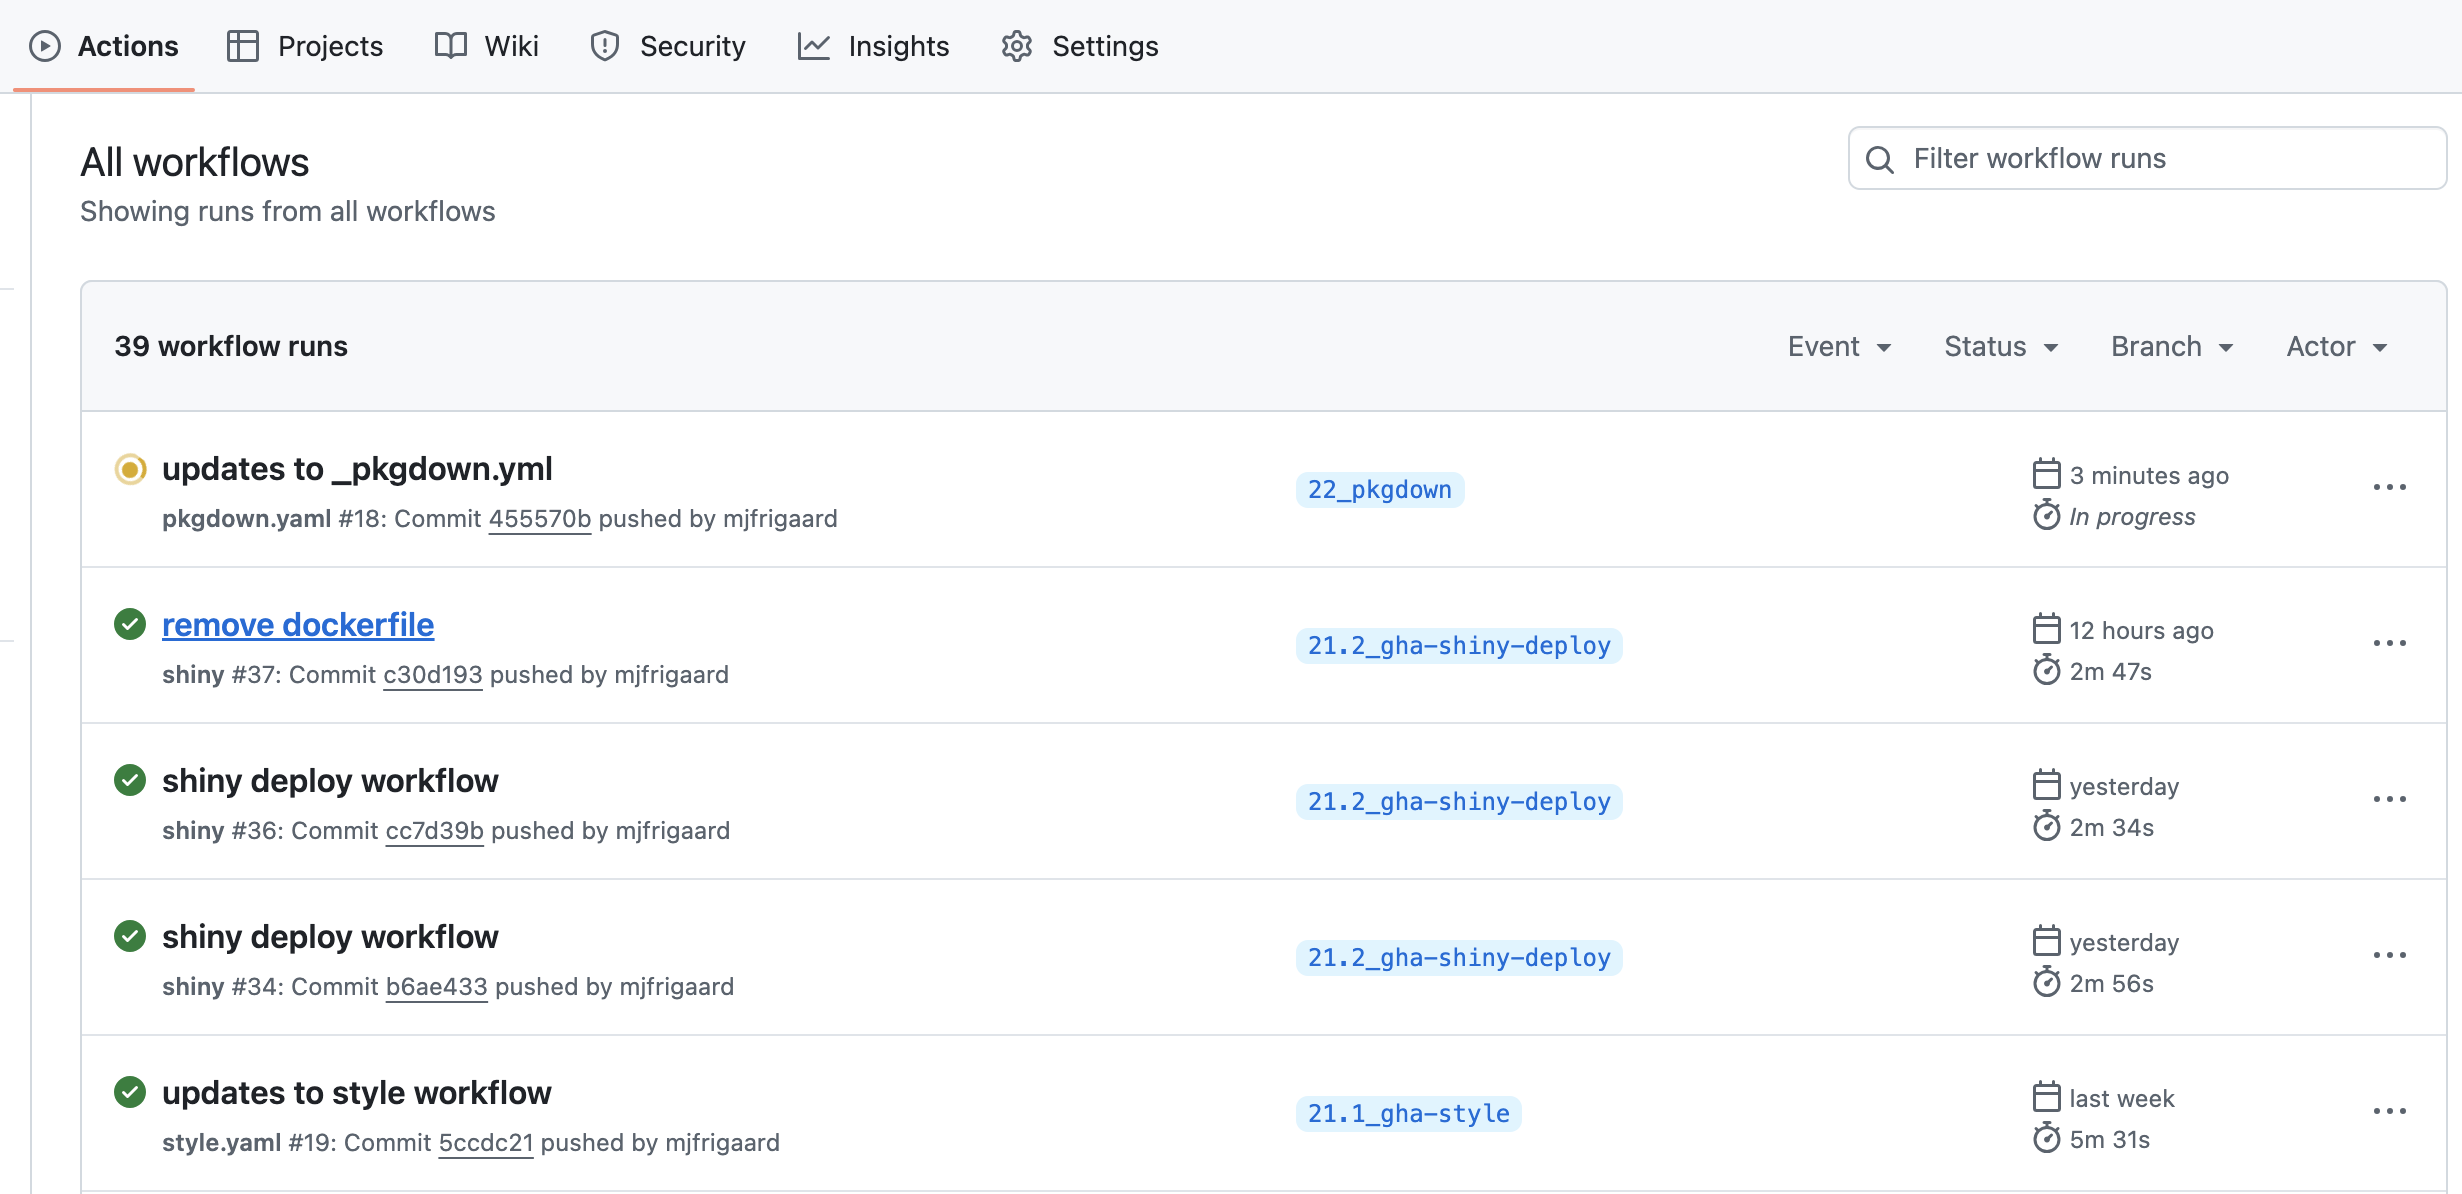 Actions Projects Wiki Security Insights Settings
All workflows
Filter workflow runs
Showing runs from all workflows
39 workflow runs Event Status Branch Actor
updates to _pkgdown.yml
pkgdown.yaml #18: Commit 455570b pushed by mjfrigaard
22_pkgdown
3 minutes ago
In progress
remove dockerfile
shiny #37: Commit c30d193 pushed by mjfrigaard
21.2_gha-shiny-deploy
12 hours ago
2m 47s
shiny deploy workflow
shiny #36: Commit cc7d39b pushed by mjfrigaard
21.2_gha-shiny-deploy
yesterday
2m 34s
shiny deploy workflow
shiny #34: Commit b6ae433 pushed by mjfrigaard
21.2_gha-shiny-deploy
yesterday
2m 56s
updates to style workflow
style.yaml #19: Commit 5ccdc21 pushed by mjfrigaard
21.1_gha-style
last week
5m 31s